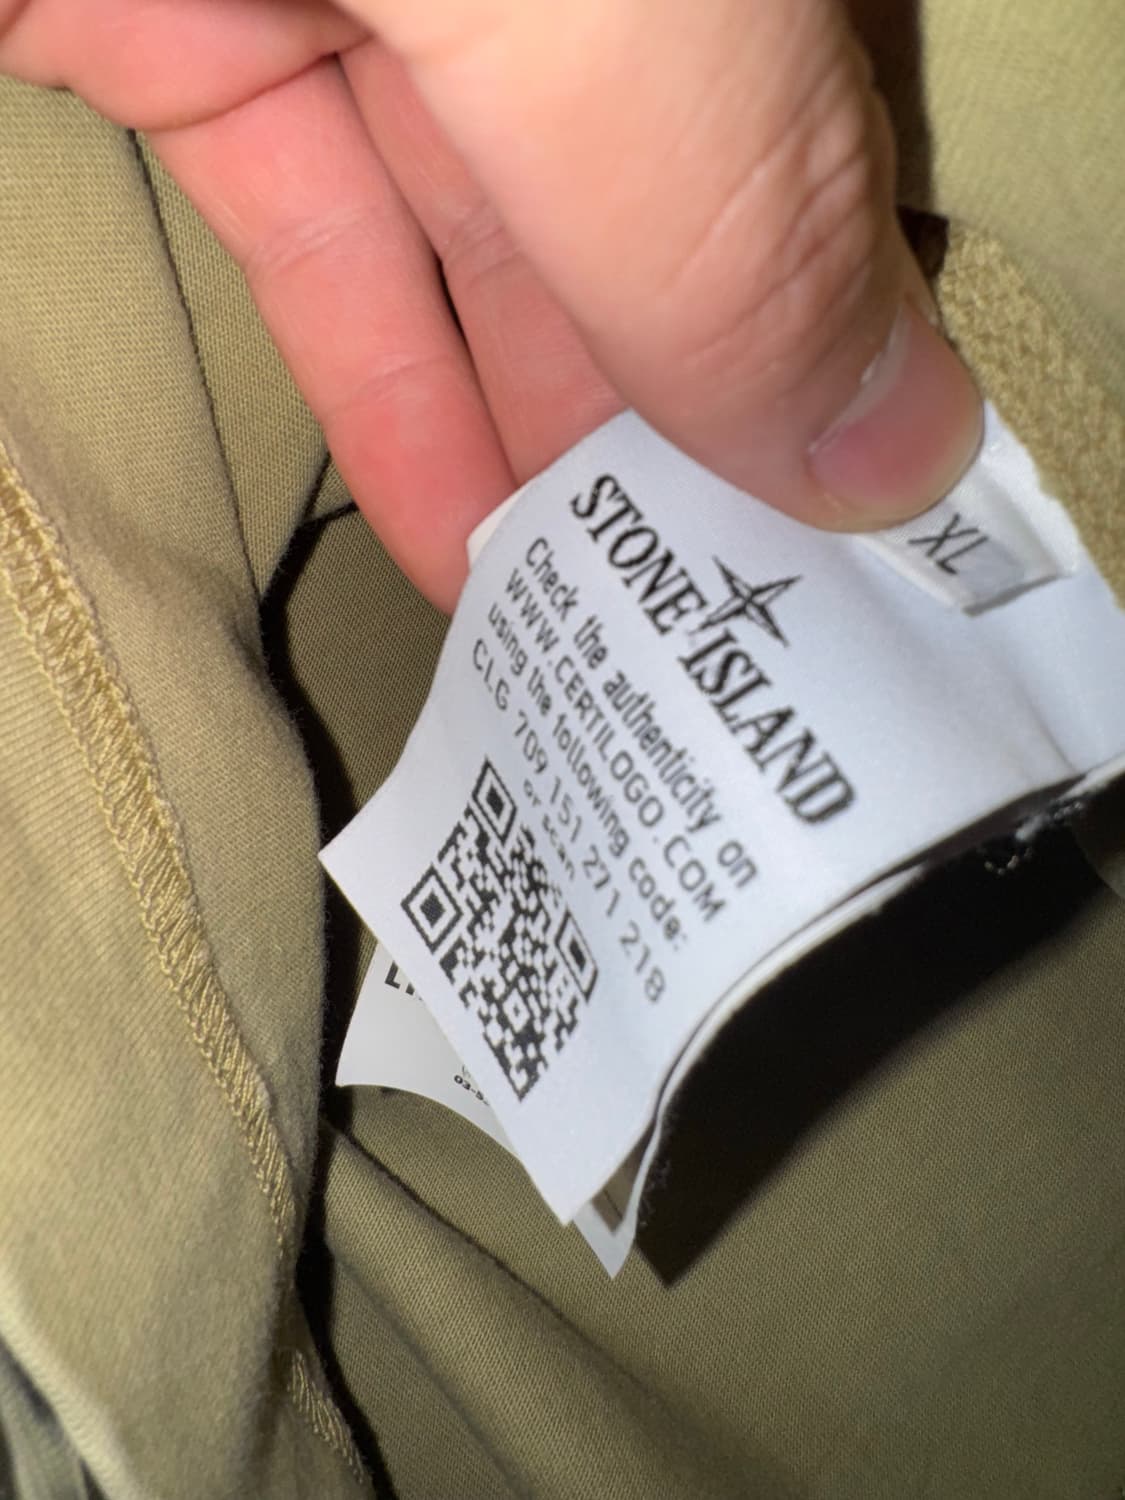 XL
STONE ISLAND
Check the authenticity on
WWW.CERTILOGO.COM
using the following code:
CLG 709 151 271 218
or scan